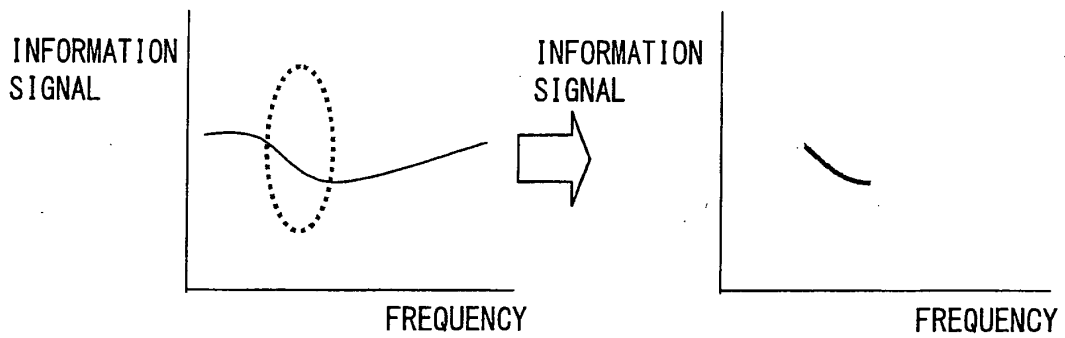 INFORMATION
SIGNAL
FREQUENCY
INFORMATION
SIGNAL
FREQUENCY